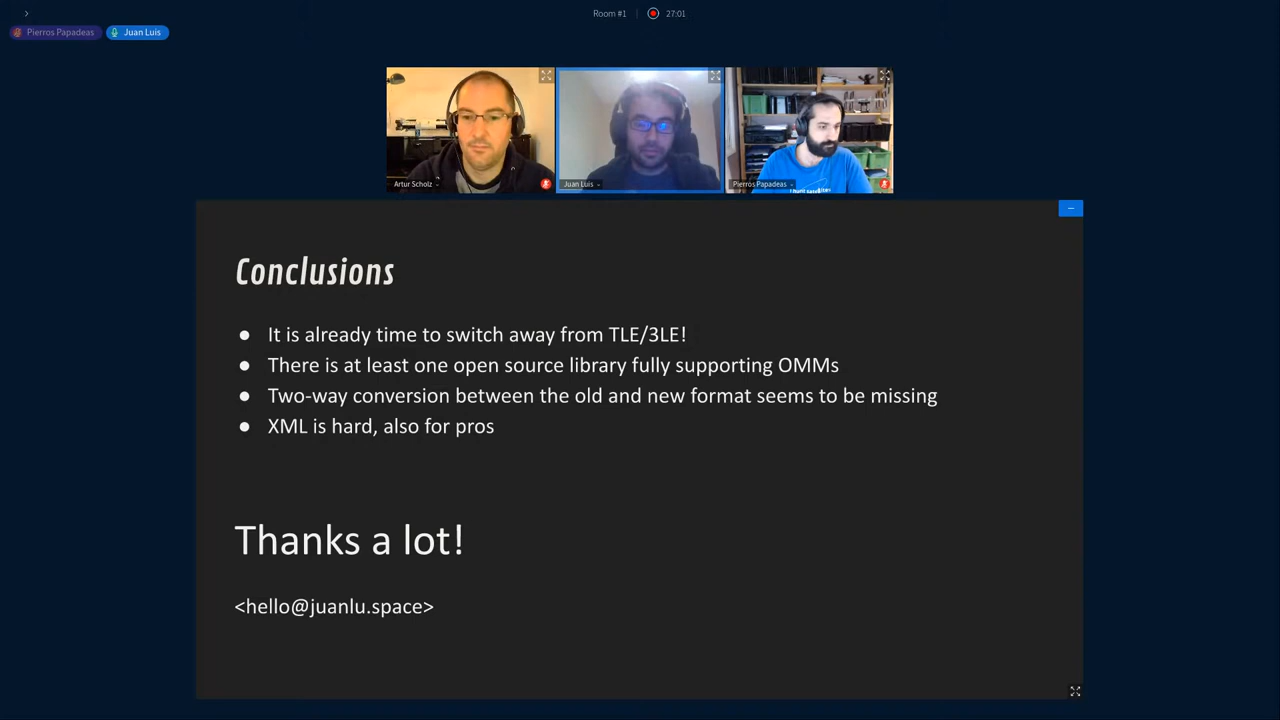 Room #1
27:01
Pierros Papadeas
Juan Luis
Artur Scholz
Juan Luis
Pierros Papadeas
Conclusions
● It is already time to switch away from TLE/3LE!
● There is at least one open source library fully supporting OMMs
● Two-way conversion between the old and new format seems to be missing
● XML is hard, also for pros
Thanks a lot!
<hello@juanlu.space>